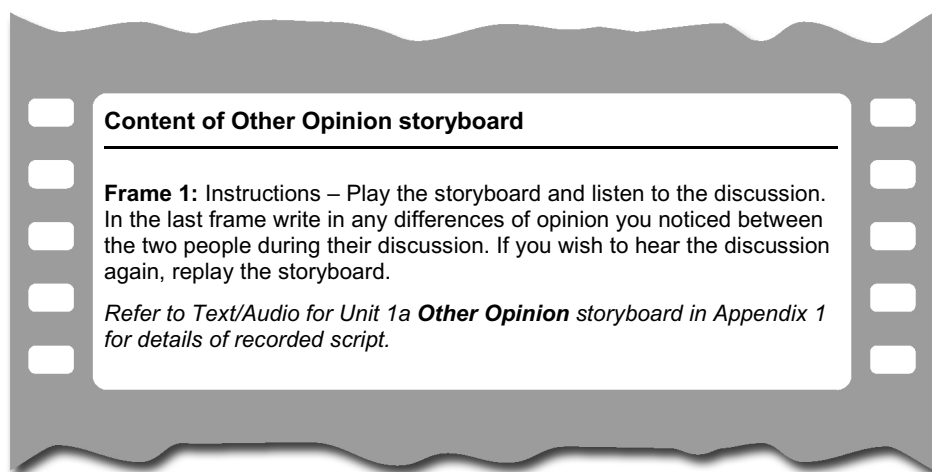 Content of Other Opinion storyboard
Frame 1: Instructions – Play the storyboard and listen to the discussion.
In the last frame write in any differences of opinion you noticed between
the two people during their discussion. If you wish to hear the discussion
again, replay the storyboard.
Refer to Text/Audio for Unit 1a Other Opinion storyboard in Appendix 1
for details of recorded script.